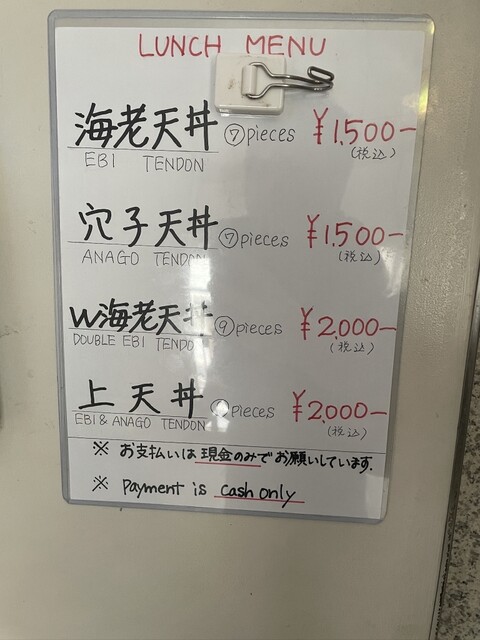 LUNCH MENU
海老天丼 ⑦pieces ¥1,500-
EBI TENDON (税込)
穴子天丼 ⑦pieces ¥1,500-
ANAGO TENDON (税込)
W海老天丼 ⑨pieces ¥2,000-
DOUBLE EBI TENDON (税込)
上天丼 pieces ¥2,000-
EBI & ANAGO TENDON (税込)
※ お支払いは現金のみでお願いしています.
※ Payment is cash only